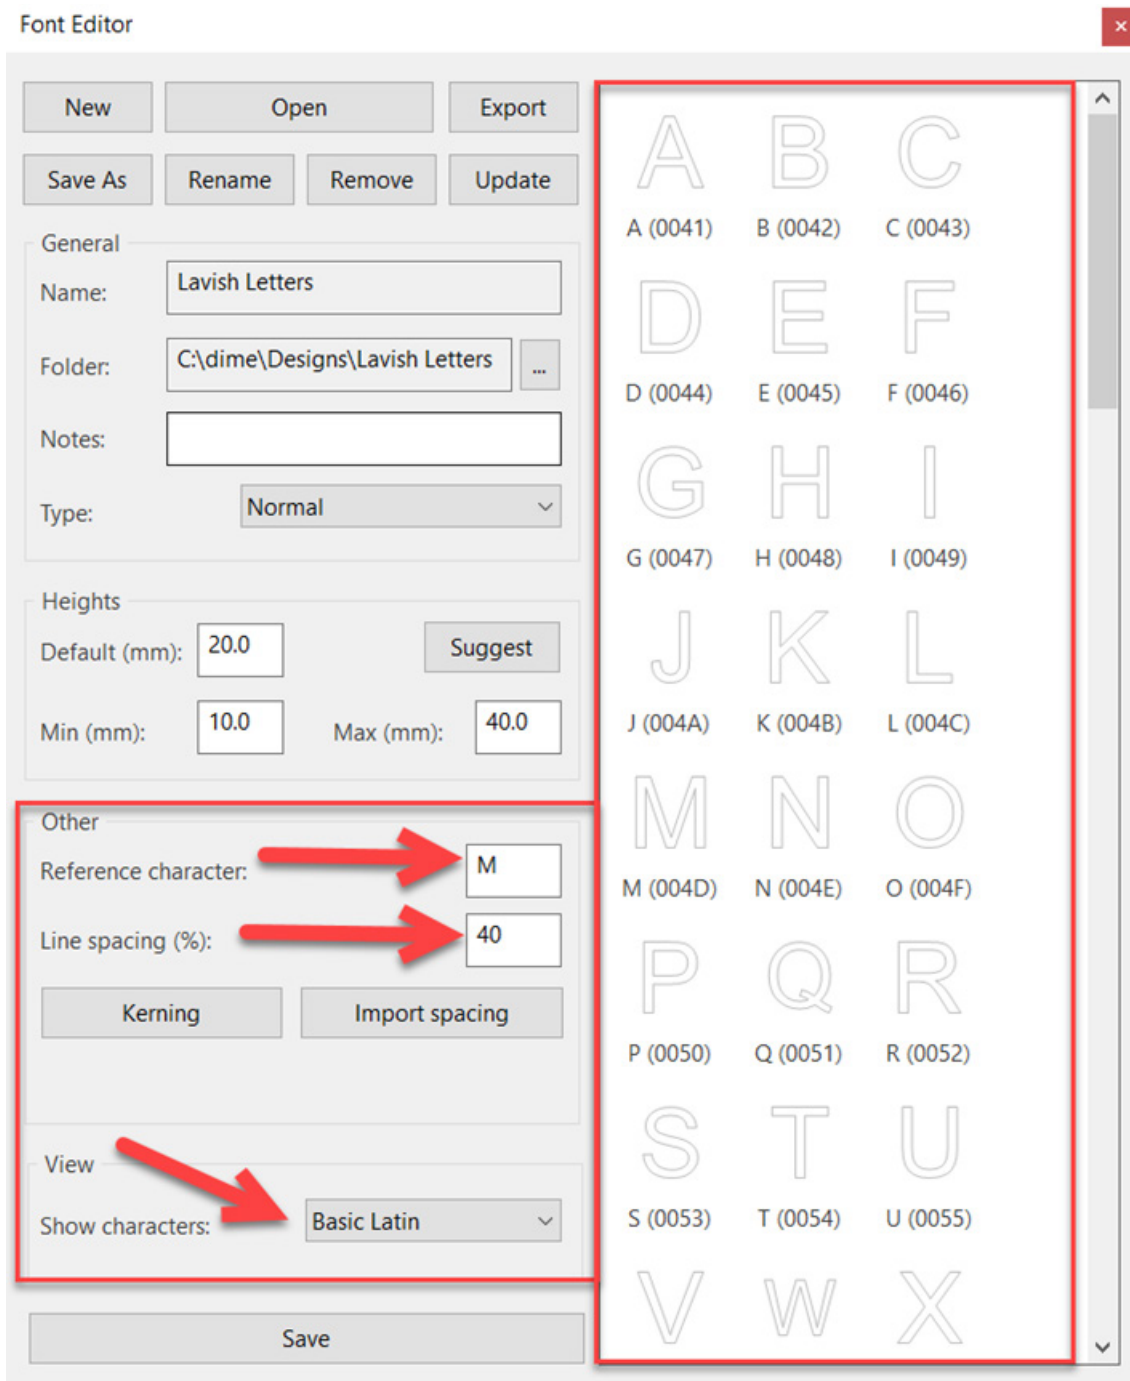 Font Editor
×
New Open Export
Save As Rename Remove Update
General
Name: Lavish Letters
Folder: C:\dime\Designs\Lavish Letters ...
Notes:
Type: Normal
Heights
Default (mm): 20.0 Suggest
Min (mm): 10.0 Max (mm): 40.0
Other
Reference character: M
Line spacing (%): 40
Kerning Import spacing
View
Show characters: Basic Latin
Save
A B C
A (0041) B (0042) C (0043)
D E F
D (0044) E (0045) F (0046)
G H I
G (0047) H (0048) I (0049)
J K L
J (004A) K (004B) L (004C)
M N O
M (004D) N (004E) O (004F)
P Q R
P (0050) Q (0051) R (0052)
S T U
S (0053) T (0054) U (0055)
V W X